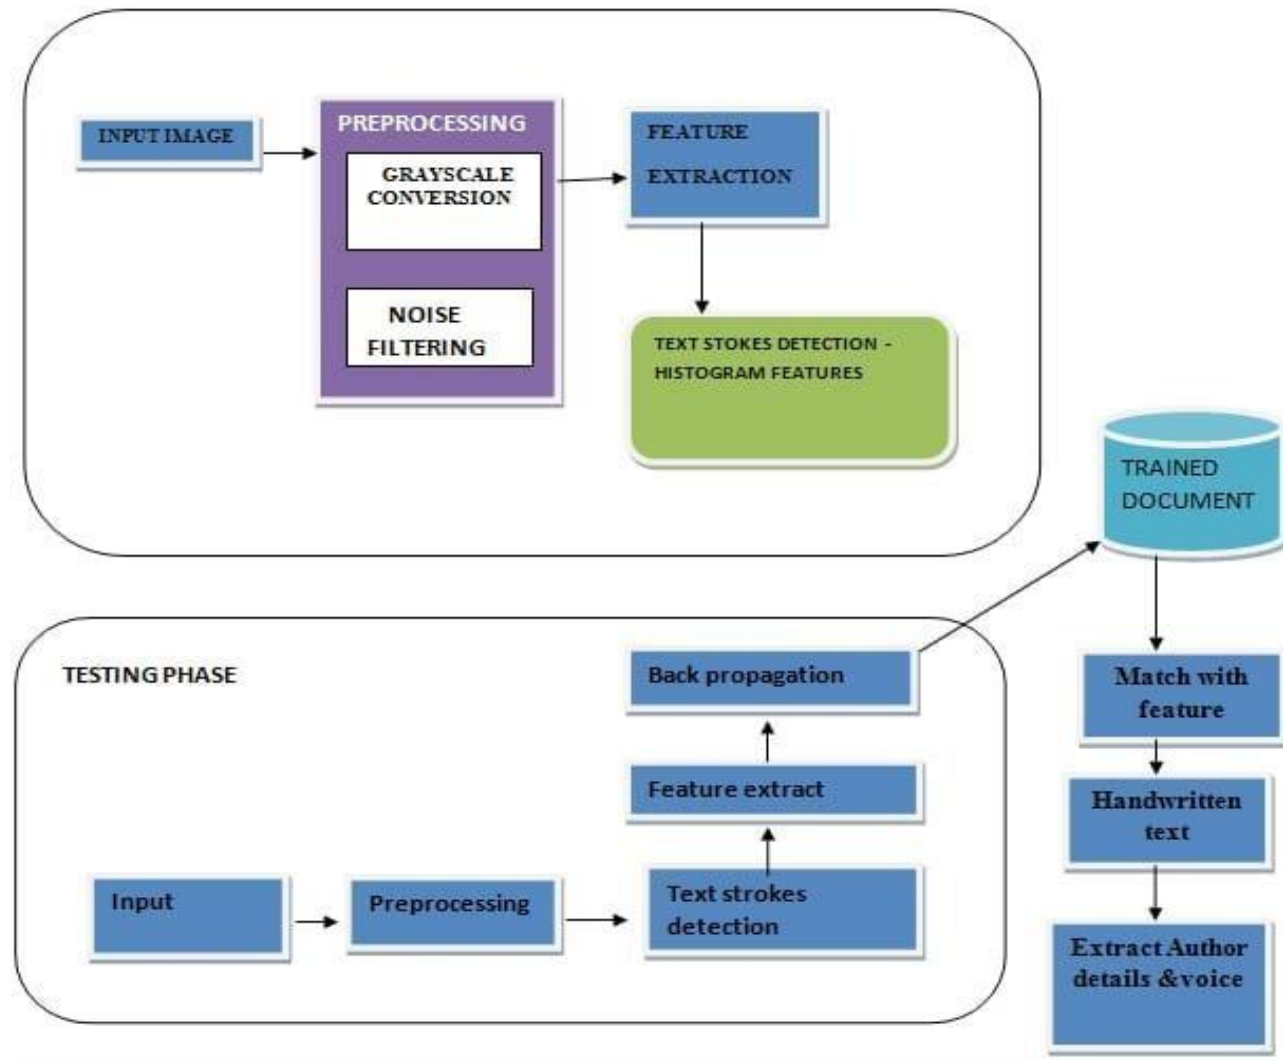 INPUT IMAGE
PREPROCESSING
GRAYSCALE
CONVERSION
NOISE
FILTERING
FEATURE
EXTRACTION
TEXT STOKES DETECTION -
HISTOGRAM FEATURES
TRAINED
DOCUMENT
TESTING PHASE
Back propagation
Feature extract
Input
Preprocessing
Text strokes
detection
Match with
feature
Handwritten
text
Extract Author
details &voice